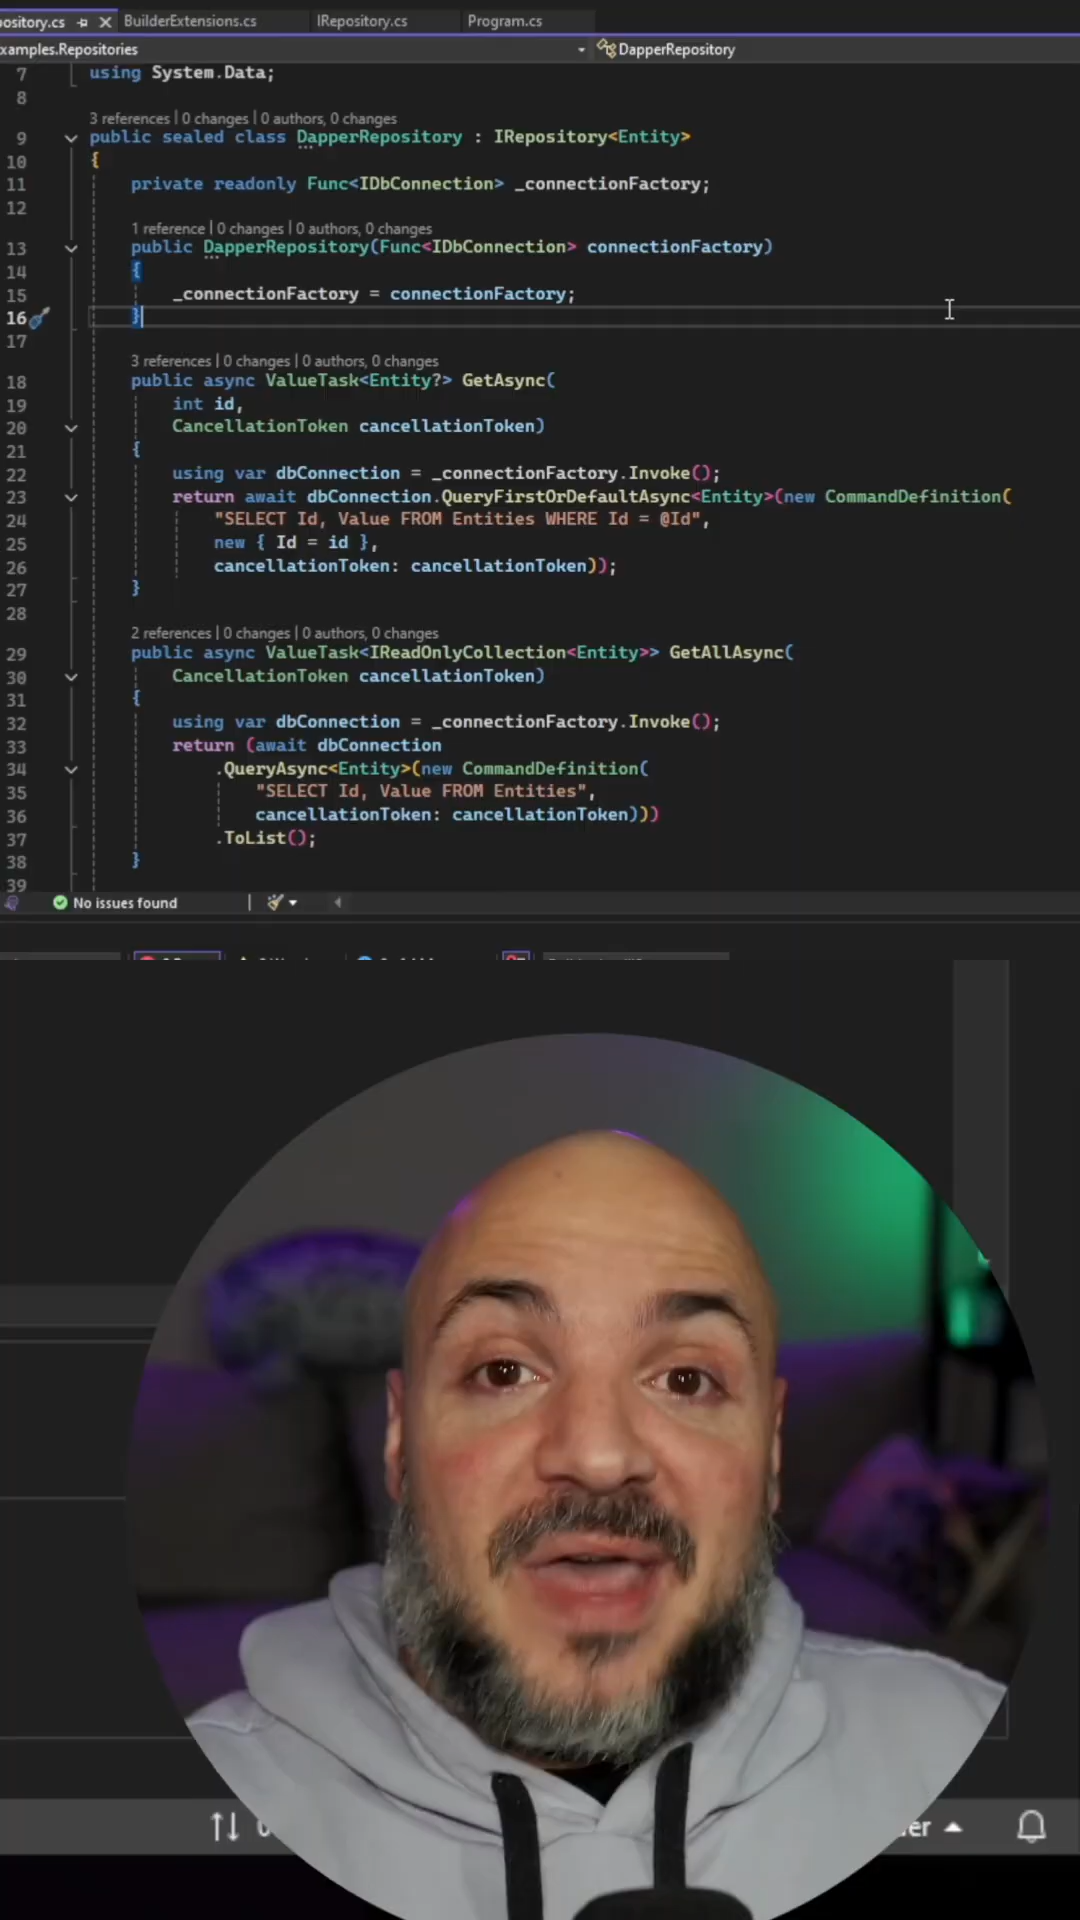 pository.cs
BuilderExtensions.cs
IRepository.cs
Program.cs
xamples.Repositories
DapperRepository
7 using System.Data;
8
3 references | 0 changes | 0 authors, 0 changes
9 public sealed class DapperRepository : IRepository<Entity>
10 {
11 private readonly Func<IDbConnection> _connectionFactory;
12
1 reference | 0 changes | 0 authors, 0 changes
13 public DapperRepository(Func<IDbConnection> connectionFactory)
14 {
15 _connectionFactory = connectionFactory;
16 }
17
3 references | 0 changes | 0 authors, 0 changes
18 public async ValueTask<Entity?> GetAsync(
19 int id,
20 CancellationToken cancellationToken)
21 {
22 using var dbConnection = _connectionFactory.Invoke();
23 return await dbConnection.QueryFirstOrDefaultAsync<Entity>(new CommandDefinition(
24 "SELECT Id, Value FROM Entities WHERE Id = @Id",
25 new { Id = id },
26 cancellationToken: cancellationToken));
27 }
28
2 references | 0 changes | 0 authors, 0 changes
29 public async ValueTask<IReadOnlyCollection<Entity>> GetAllAsync(
30 CancellationToken cancellationToken)
31 {
32 using var dbConnection = _connectionFactory.Invoke();
33 return (await dbConnection
34 .QueryAsync<Entity>(new CommandDefinition(
35 "SELECT Id, Value FROM Entities",
36 cancellationToken: cancellationToken)))
37 .ToList();
38 }
39
No issues found